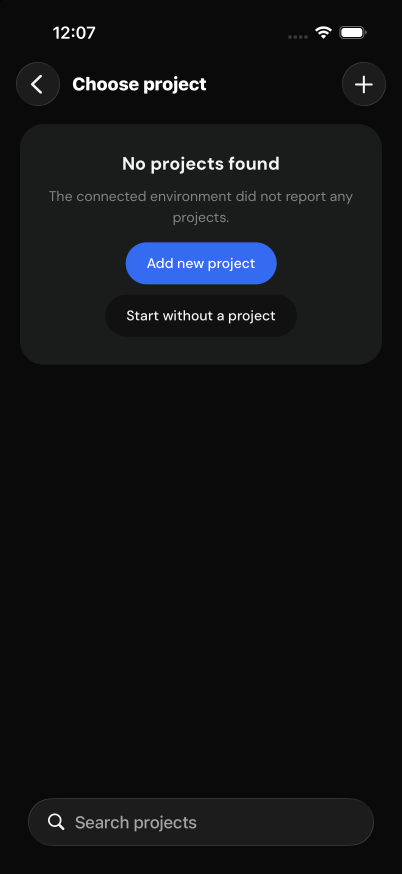 12:07
Choose project
No projects found
The connected environment did not report any
projects.
Add new project
Start without a project
Search projects